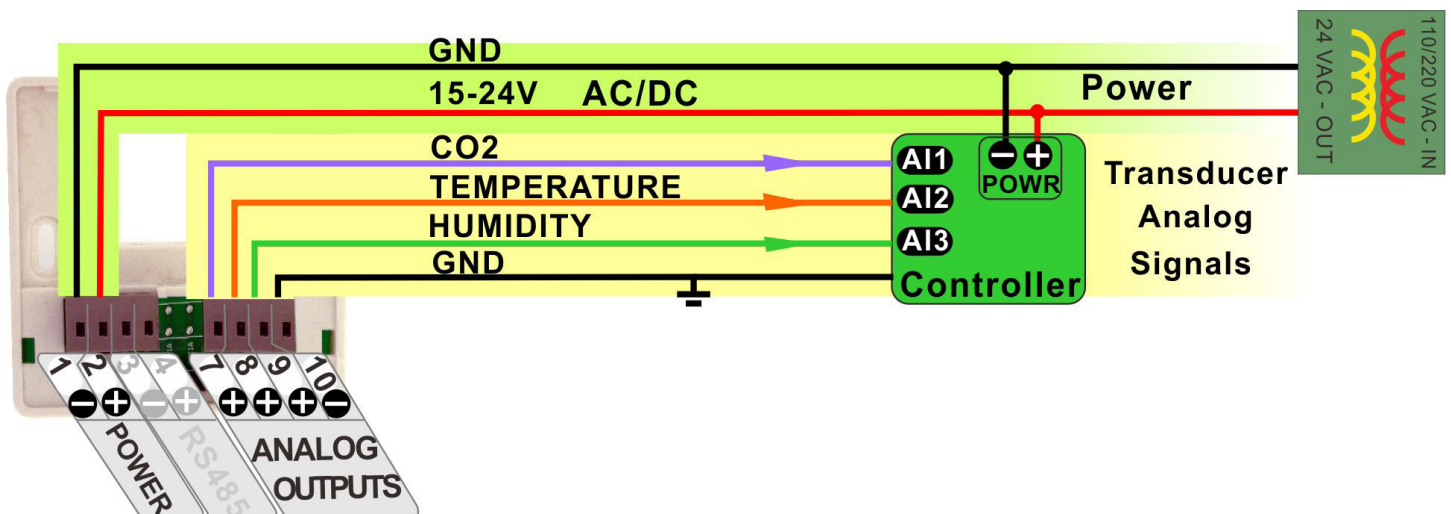 GND
15-24V AC/DC
Power
110/220 VAC - IN
24 VAC - OUT
CO2
TEMPERATURE
HUMIDITY
GND
AI1
AI2
AI3
POWR
Controller
Transducer
Analog
Signals
1 2 3 4 7 8 9 10
POWER
RS485
ANALOG
OUTPUTS